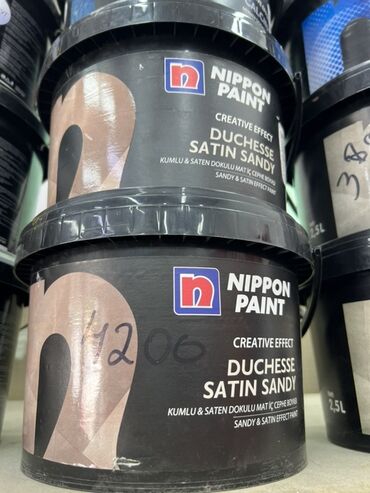 NIPPON
PAINT
CREATIVE EFFECT
DUCHESSE
SATIN SANDY
KUMLU & SATEN DOKULU MAT İÇ CEPHE BOYASI
SANDY & SATIN EFFECT PAINT
n
NIPPON
PAINT
CREATIVE EFFECT
DUCHESSE
SATIN SANDY
KUMLU & SATEN DOKULU MAT İÇ CEPHE BOYASI
SANDY & SATIN EFFECT PAINT
n
1206
2,5L
2,5L